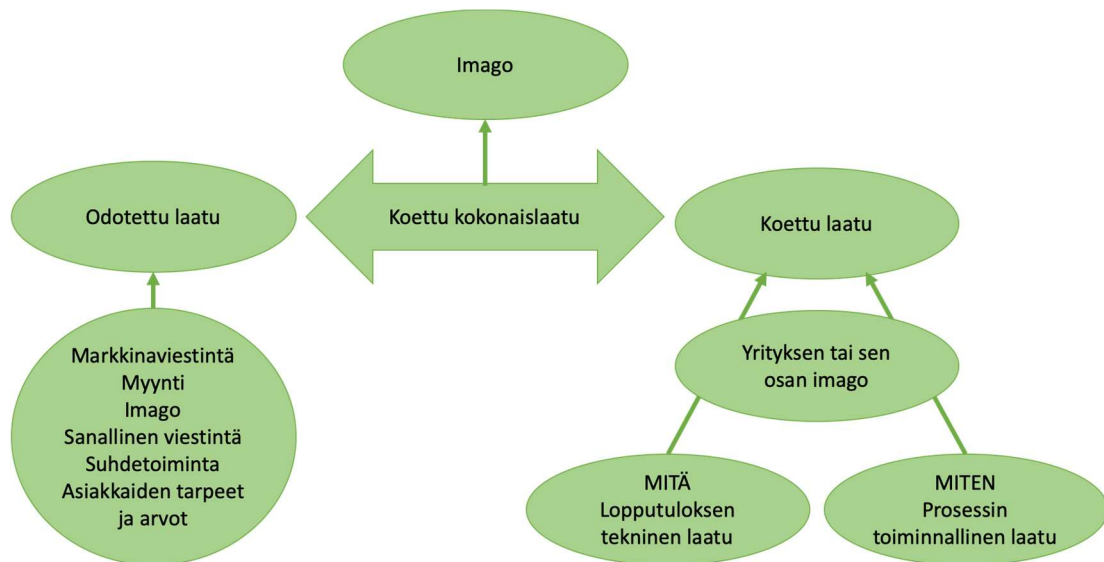 Imago
Odotettu laatu
Koettu kokonaislaatu
Koettu laatu
Markkinaviestintä
Myynti
Imago
Sanallinen viestintä
Suhdetoiminta
Asiakkaiden tarpeet
ja arvot
Yrityksen tai sen
osan imago
MITÄ
Lopputuloksen
tekninen laatu
MITEN
Prosessin
toiminnallinen laatu